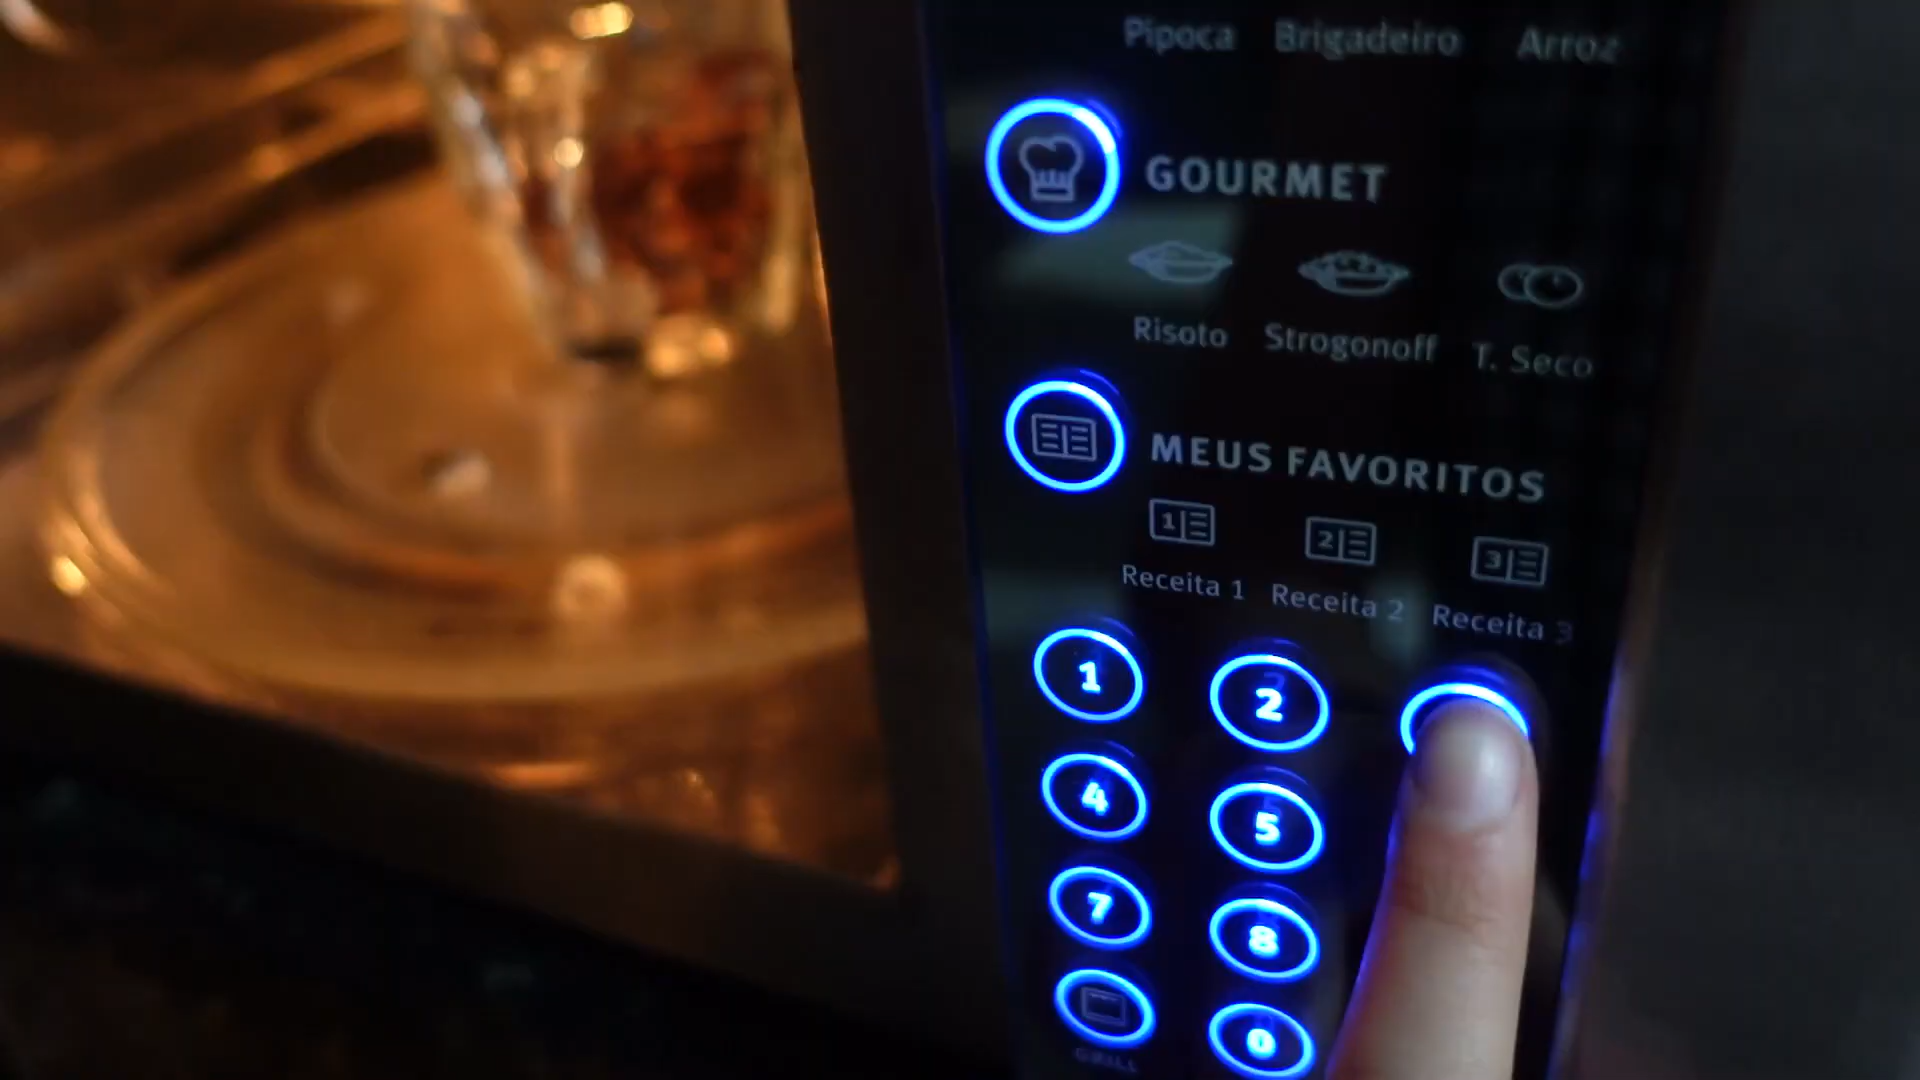 Pipoca Brigadeiro Arroz
GOURMET
Risoto Strogonoff T. Seco
MEUS FAVORITOS
1 2 3
Receita 1 Receita 2 Receita 3
1 2
4 5
7 8
0
GRILL